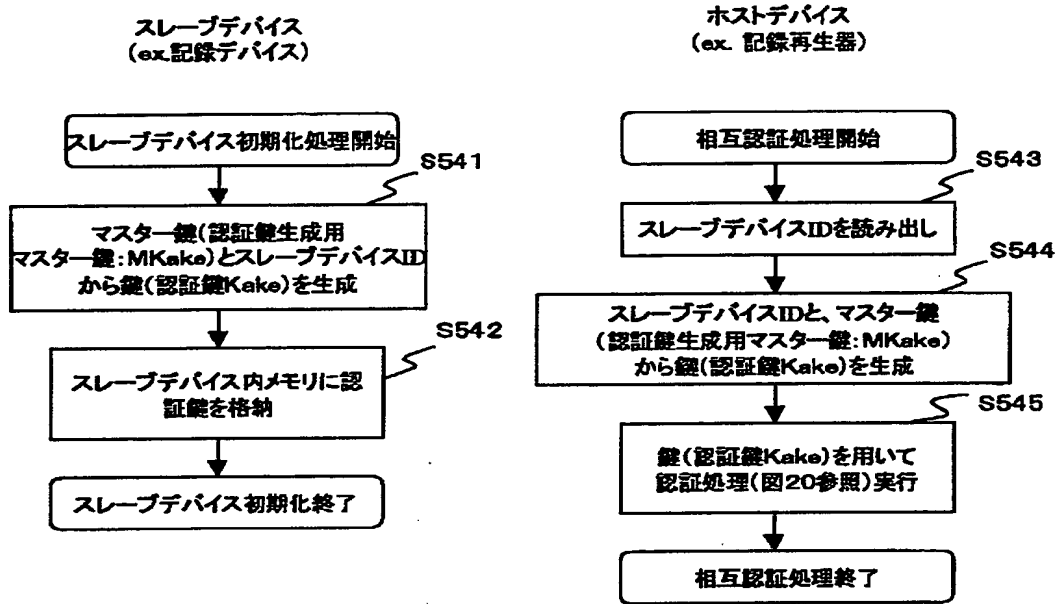 スレーブデバイス
(ex.記録デバイス)
スレーブデバイス初期化処理開始
S541
マスター鍵(認証鍵生成用
マスター鍵:MKake)とスレーブデバイスID
から鍵(認証鍵Kake)を生成
S542
スレーブデバイス内メモリに認
証鍵を格納
スレーブデバイス初期化終了
ホストデバイス
(ex. 記録再生器)
相互認証処理開始
S543
スレーブデバイスIDを読み出し
S544
スレーブデバイスIDと、マスター鍵
(認証鍵生成用マスター鍵:MKake)
から鍵(認証鍵Kake)を生成
S545
鍵(認証鍵Kake)を用いて
認証処理(図20参照)実行
相互認証処理終了